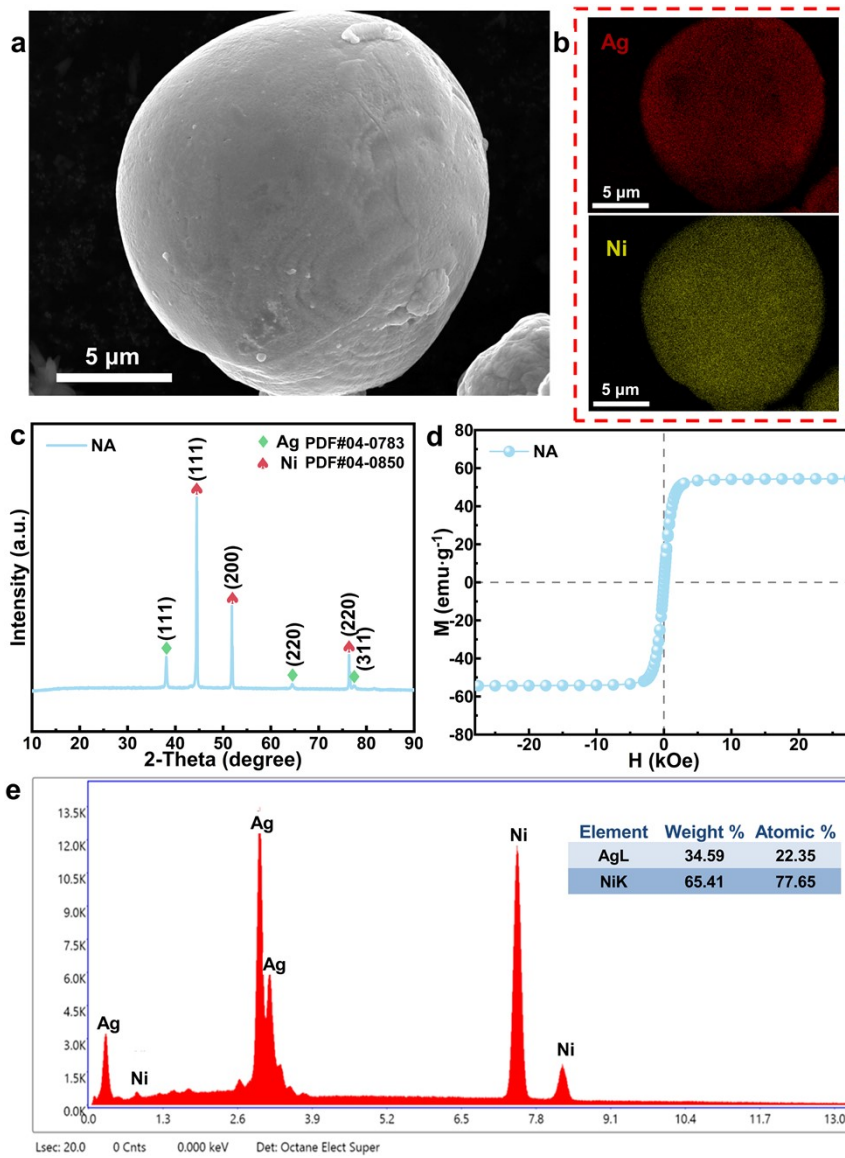 a
5 μm
b
Ag
5 μm
Ni
5 μm
c
NA
Ag PDF#04-0783
Ni PDF#04-0850
(111)
(111)
(200)
(220)
(220)
(311)
Intensity (a.u.)
10 20 30 40 50 60 70 80 90
2-Theta (degree)
d
NA
80
60
40
20
0
-20
-40
-60
-80
M (emu·g-1)
-20 -10 0 10 20
H (kOe)
e
13.5K
12.0K
10.5K
9.0K
7.5K
6.0K
4.5K
3.0K
1.5K
0.0K
Ag
Ni
Ag
Ag
Ni
Ni
Element Weight % Atomic %
AgL 34.59 22.35
NiK 65.41 77.65
0.0 1.3 2.6 3.9 5.2 6.5 7.8 9.1 10.4 11.7 13.0
Lsec: 20.0 0 Cnts 0.000 keV Det: Octane Elect Super